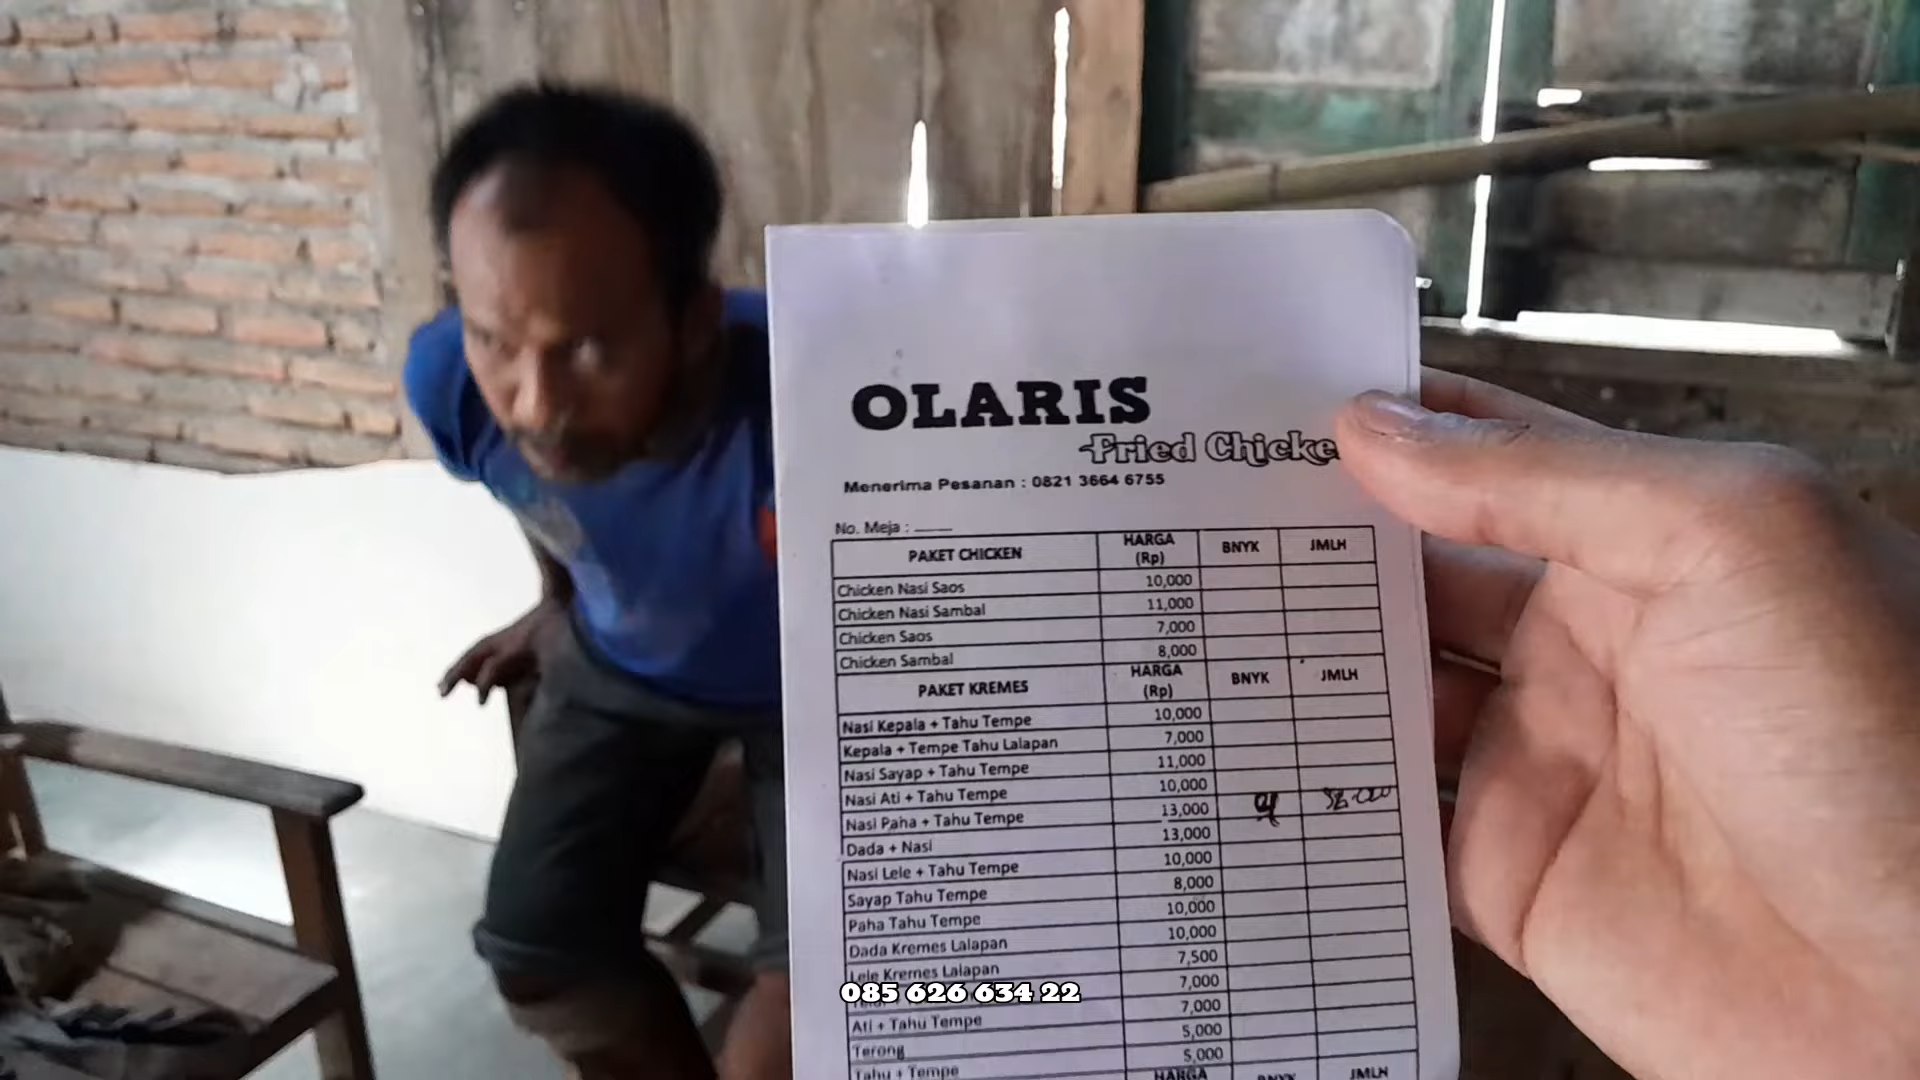 OLARIS
Fried Chicke
Menerima Pesanan : 0821 3664 6755
No. Meja :
PAKET CHICKEN HARGA (Rp) BNYK JMLH
Chicken Nasi Saos 10,000
Chicken Nasi Sambal 11,000
Chicken Saos 7,000
Chicken Sambal 8,000
PAKET KREMES HARGA (Rp) BNYK JMLH
Nasi Kepala + Tahu Tempe 10,000
Kepala + Tempe Tahu Lalapan 7,000
Nasi Sayap + Tahu Tempe 11,000
Nasi Ati + Tahu Tempe 10,000
Nasi Paha + Tahu Tempe 13,000
Dada + Nasi 13,000
Nasi Lele + Tahu Tempe 10,000
Sayap Tahu Tempe 8,000
Paha Tahu Tempe 10,000
Dada Kremes Lalapan 10,000
Lele Kremes Lalapan 7,500
085 626 634 22 7,000
Ati + Tahu Tempe 7,000
Terong 5,000
Tahu + Tempe 5,000
HARGA BNYK JMLH